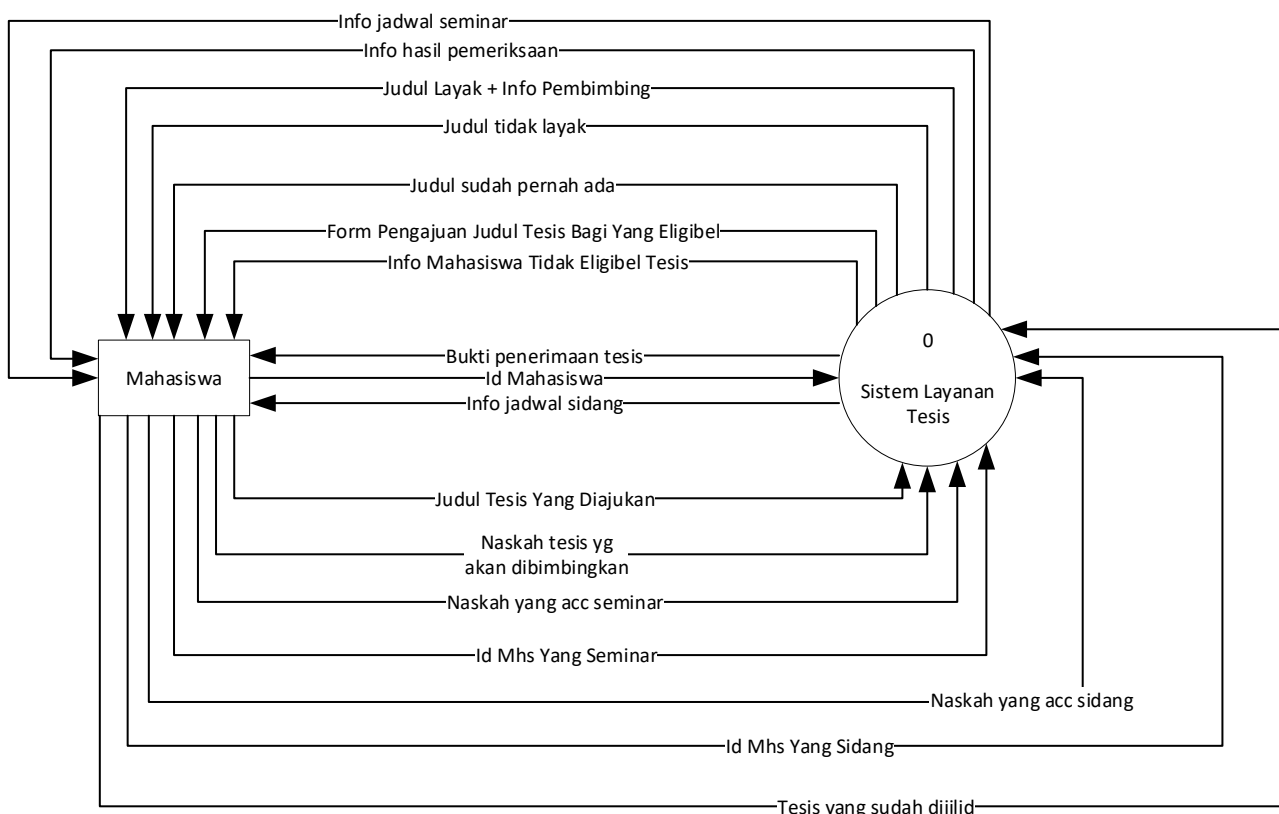 Info jadwal seminar
Info hasil pemeriksaan
Judul Layak + Info Pembimbing
Judul tidak layak
Judul sudah pernah ada
Form Pengajuan Judul Tesis Bagi Yang Eligibel
Info Mahasiswa Tidak Eligibel Tesis
0
Bukti penerimaan tesis
Mahasiswa
Id Mahasiswa
Sistem Layanan
Tesis
Info jadwal sidang
Judul Tesis Yang Diajukan
Naskah tesis yg
akan dibimbingkan
Naskah yang acc seminar
Id Mhs Yang Seminar
Naskah yang acc sidang
Id Mhs Yang Sidang
Tesis yang sudah dijilid